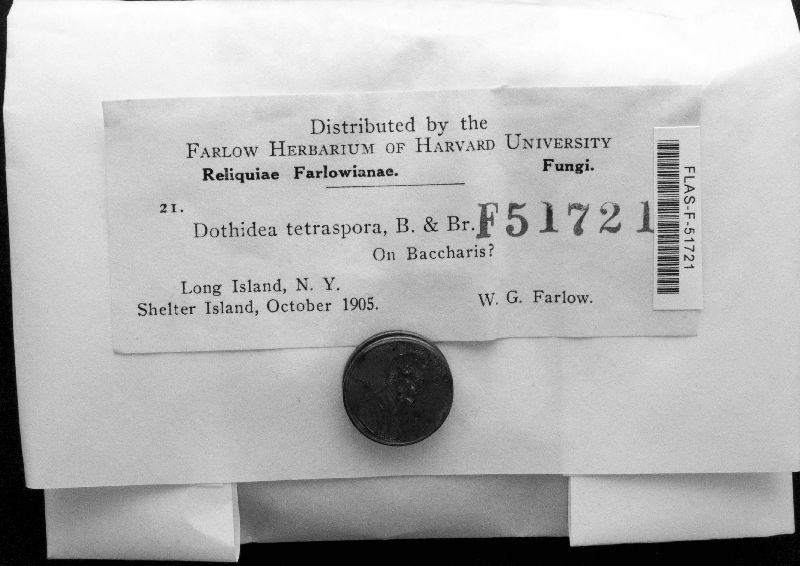 Distributed by the
FARLOW HERBARIUM OF HARVARD UNIVERSITY
Reliquiae Farlowianae. Fungi.
21.
Dothidea tetraspora, B. & Br. F51721
On Baccharis?
Long Island, N. Y.
Shelter Island, October 1905. W. G. Farlow.
FLAS-F-51721